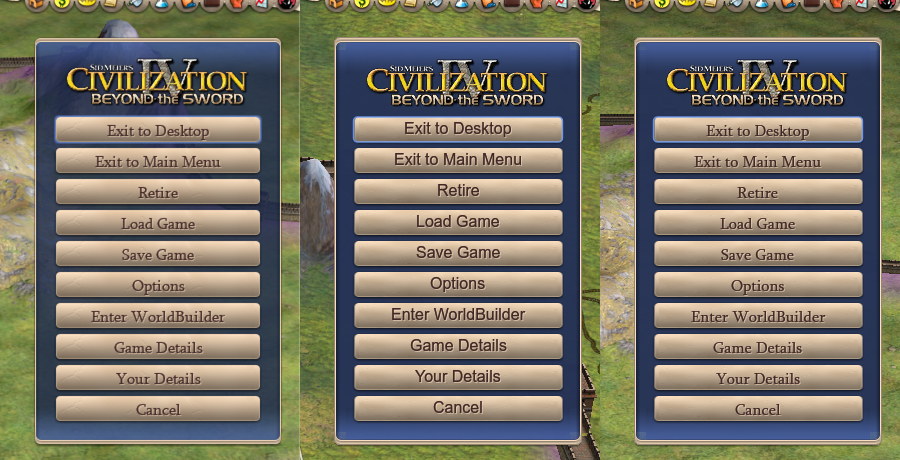 SID MEIER'S
CIVILIZATION IV
BEYOND the SWORD
Exit to Desktop
Exit to Main Menu
Retire
Load Game
Save Game
Options
Enter WorldBuilder
Game Details
Your Details
Cancel
SID MEIER'S
CIVILIZATION IV
BEYOND the SWORD
Exit to Desktop
Exit to Main Menu
Retire
Load Game
Save Game
Options
Enter WorldBuilder
Game Details
Your Details
Cancel
SID MEIER'S
CIVILIZATION IV
BEYOND the SWORD
Exit to Desktop
Exit to Main Menu
Retire
Load Game
Save Game
Options
Enter WorldBuilder
Game Details
Your Details
Cancel